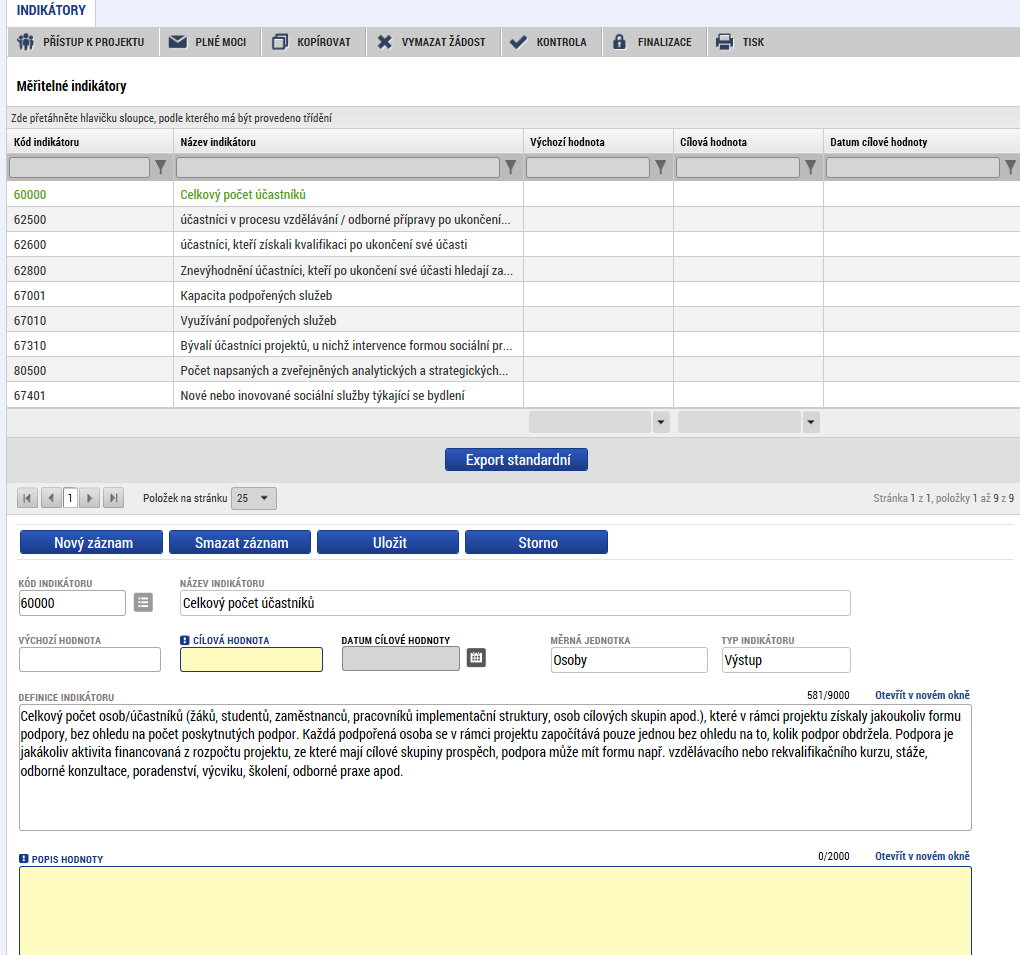 INDIKÁTORY
PŘÍSTUP K PROJEKTU PLNÉ MOCI KOPÍROVAT VYMAZAT ŽÁDOST KONTROLA FINALIZACE TISK
Měřitelné indikátory
Zde přetáhněte hlavičku sloupce, podle kterého má být provedeno třídění
Kód indikátoru Název indikátoru Výchozí hodnota Cílová hodnota Datum cílové hodnoty
60000 Celkový počet účastníků
62500 účastníci v procesu vzdělávání / odborné přípravy po ukončení...
62600 účastníci, kteří získali kvalifikaci po ukončení své účasti
62800 Znevýhodnění účastníci, kteří po ukončení své účasti hledají za...
67001 Kapacita podpořených služeb
67010 Využívání podpořených služeb
67310 Bývalí účastníci projektů, u nichž intervence formou sociální pr...
80500 Počet napsaných a zveřejněných analytických a strategických...
67401 Nové nebo inovované sociální služby týkající se bydlení
Export standardní
1 Položek na stránku 25 Stránka 1 z 1, položky 1 až 9 z 9
Nový záznam Smazat záznam Uložit Storno
KÓD INDIKÁTORU NÁZEV INDIKÁTORU
60000 Celkový počet účastníků
VÝCHOZÍ HODNOTA CÍLOVÁ HODNOTA DATUM CÍLOVÉ HODNOTY MĚRNÁ JEDNOTKA TYP INDIKÁTORU
Osoby Výstup
DEFINICE INDIKÁTORU 581/9000 Otevřít v novém okně
Celkový počet osob/účastníků (žáků, studentů, zaměstnanců, pracovníků implementační struktury, osob cílových skupin apod.), které v rámci projektu získaly jakoukoliv formu
podpory, bez ohledu na počet poskytnutých podpor. Každá podpořená osoba se v rámci projektu započítává pouze jednou bez ohledu na to, kolik podpor obdržela. Podpora je
jakákoliv aktivita financovaná z rozpočtu projektu, ze které mají cílové skupiny prospěch, podpora může mít formu např. vzdělávacího nebo rekvalifikačního kurzu, stáže,
odborné konzultace, poradenství, výcviku, školení, odborné praxe apod.
POPIS HODNOTY 0/2000 Otevřít v novém okně